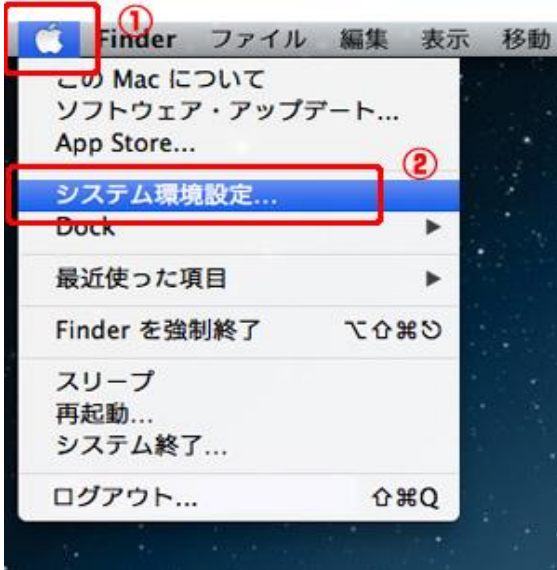 ①
Finder ファイル 編集 表示 移動
この Mac について
ソフトウェア・アップデート...
App Store...
②
システム環境設定...
Dock ▶
最近使った項目 ▶
Finder を強制終了 ⌥⇧⌘⎋
スリープ
再起動...
システム終了...
ログアウト... ⇧⌘Q